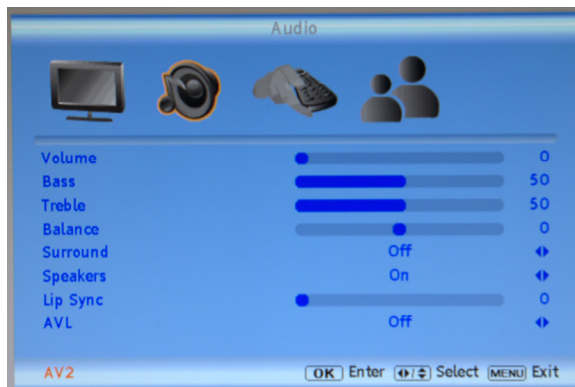 Audio
Volume 0
Bass 50
Treble 50
Balance 0
Surround Off
Speakers On
Lip Sync 0
AVL Off
AV2 OK Enter Select MENU Exit